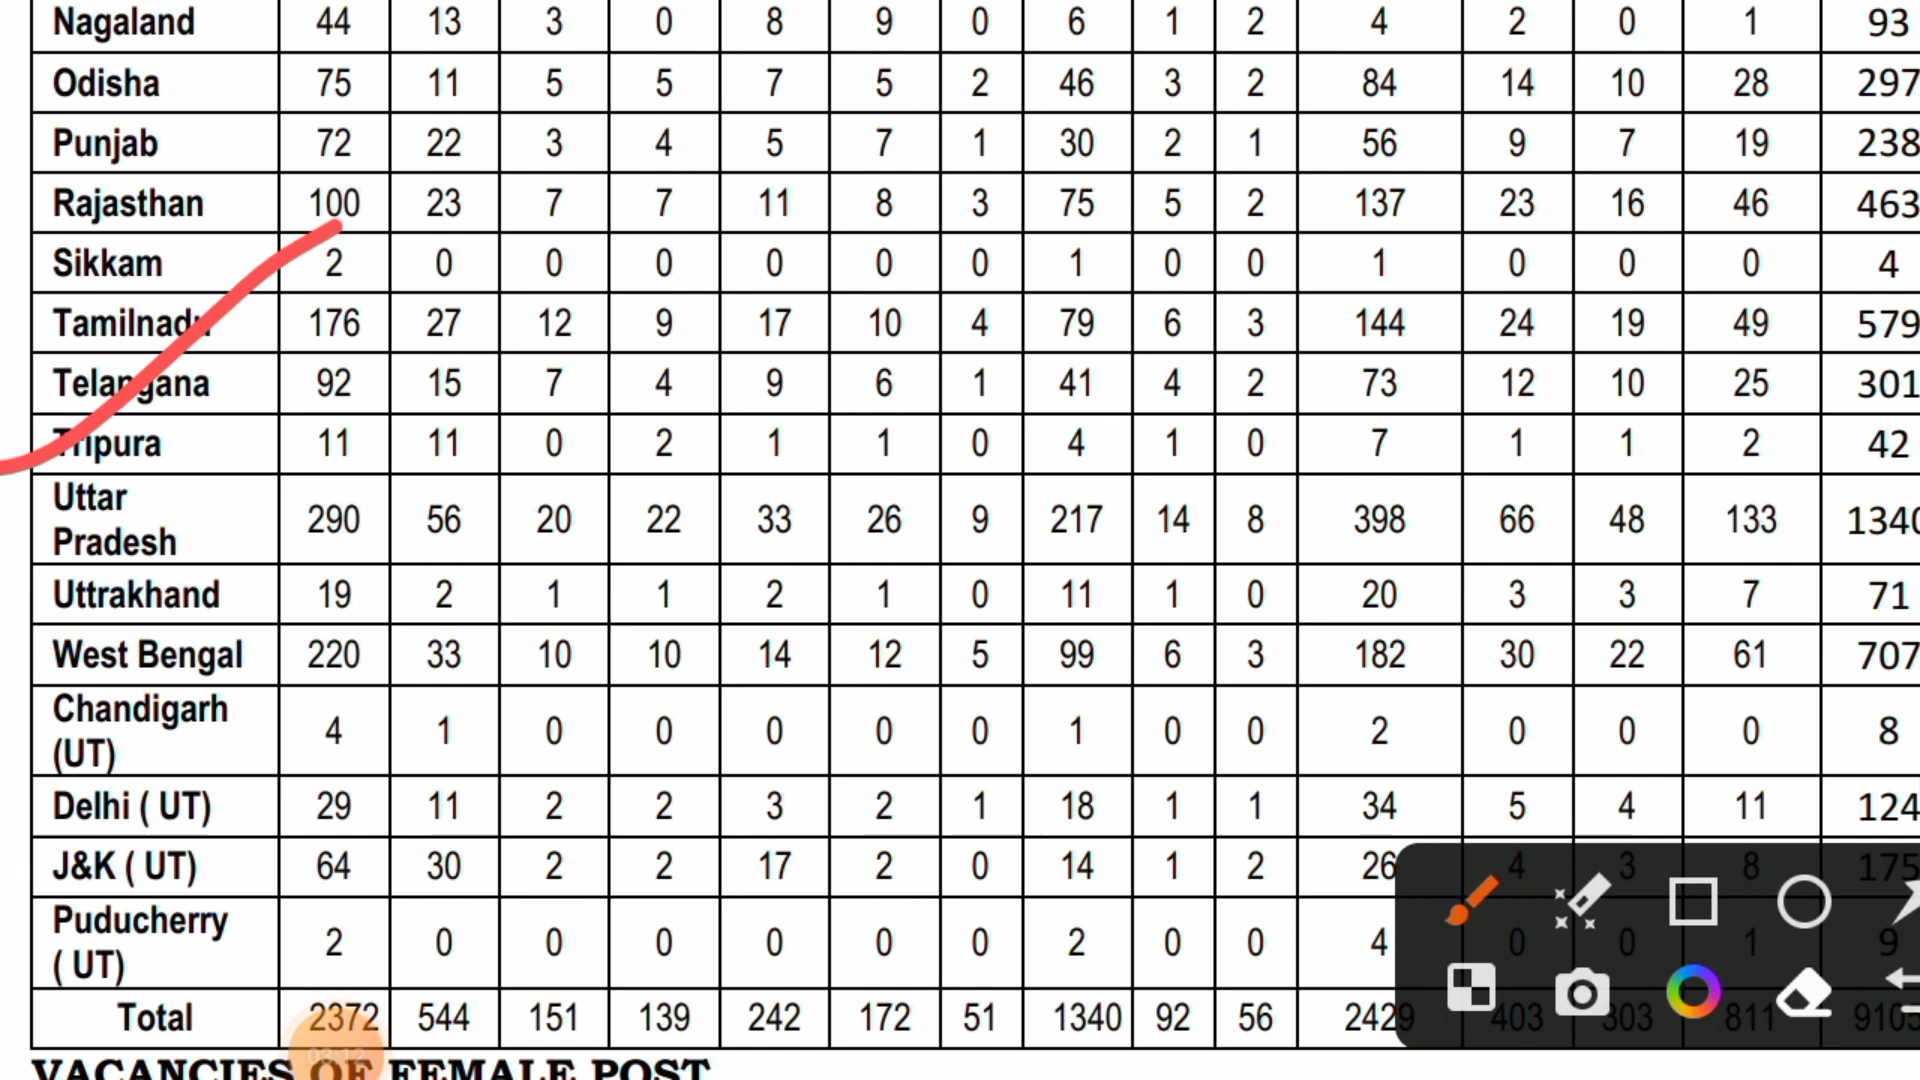 Nagaland 44 13 3 0 8 9 0 6 1 2 4 2 0 1 93
Odisha 75 11 5 5 7 5 2 46 3 2 84 14 10 28 297
Punjab 72 22 3 4 5 7 1 30 2 1 56 9 7 19 238
Rajasthan 100 23 7 7 11 8 3 75 5 2 137 23 16 46 463
Sikkam 2 0 0 0 0 0 0 1 0 0 1 0 0 0 4
Tamilnadu 176 27 12 9 17 10 4 79 6 3 144 24 19 49 579
Telangana 92 15 7 4 9 6 1 41 4 2 73 12 10 25 301
Tripura 11 11 0 2 1 1 0 4 1 0 7 1 1 2 42
Uttar
Pradesh 290 56 20 22 33 26 9 217 14 8 398 66 48 133 1340
Uttrakhand 19 2 1 1 2 1 0 11 1 0 20 3 3 7 71
West Bengal 220 33 10 10 14 12 5 99 6 3 182 30 22 61 707
Chandigarh
(UT) 4 1 0 0 0 0 0 1 0 0 2 0 0 0 8
Delhi ( UT) 29 11 2 2 3 2 1 18 1 1 34 5 4 11 124
J&K ( UT) 64 30 2 2 17 2 0 14 1 2 26 4 3 8 175
Puducherry
( UT) 2 0 0 0 0 0 0 2 0 0 4 0 0 1 9
Total 2372 544 151 139 242 172 51 1340 92 56 2429 403 303 811 9105
VACANCIES OF FEMALE POST